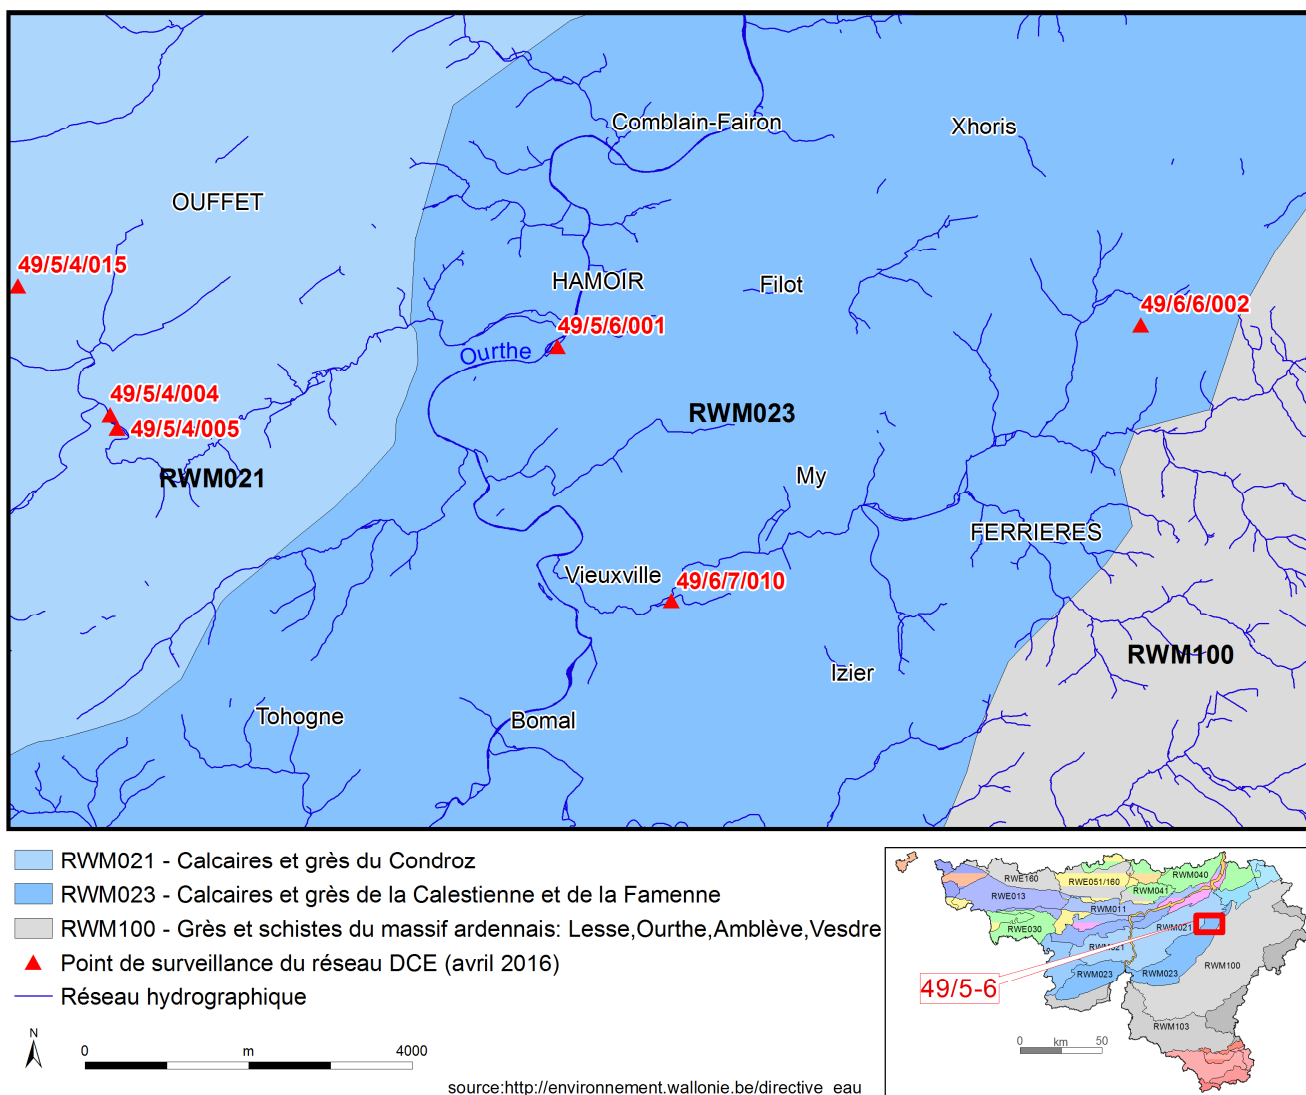 Comblain-Fairon
Xhoris
OUFFET
49/5/4/015
HAMOIR
Filot
49/6/6/002
49/5/6/001
Ourthe
49/5/4/004
RWM023
49/5/4/005
RWM021
My
FERRIERES
Vieuxville
49/6/7/010
RWM100
Izier
Tohogne
Bomal
RWM021 - Calcaires et grès du Condroz
RWM023 - Calcaires et grès de la Calestienne et de la Famenne
RWM100 - Grès et schistes du massif ardennais: Lesse,Ourthe,Amblève,Vesdre
Point de surveillance du réseau DCE (avril 2016)
Réseau hydrographique
N
0 m 4000
source:http://environnement.wallonie.be/directive_eau
RWE160
RWE051/160
RWM040
RWM041
RWE013
RWM011
RWE030
RWM021
RWM021
RWM023
RWM023
RWM100
49/5-6
RWM103
0 km 50